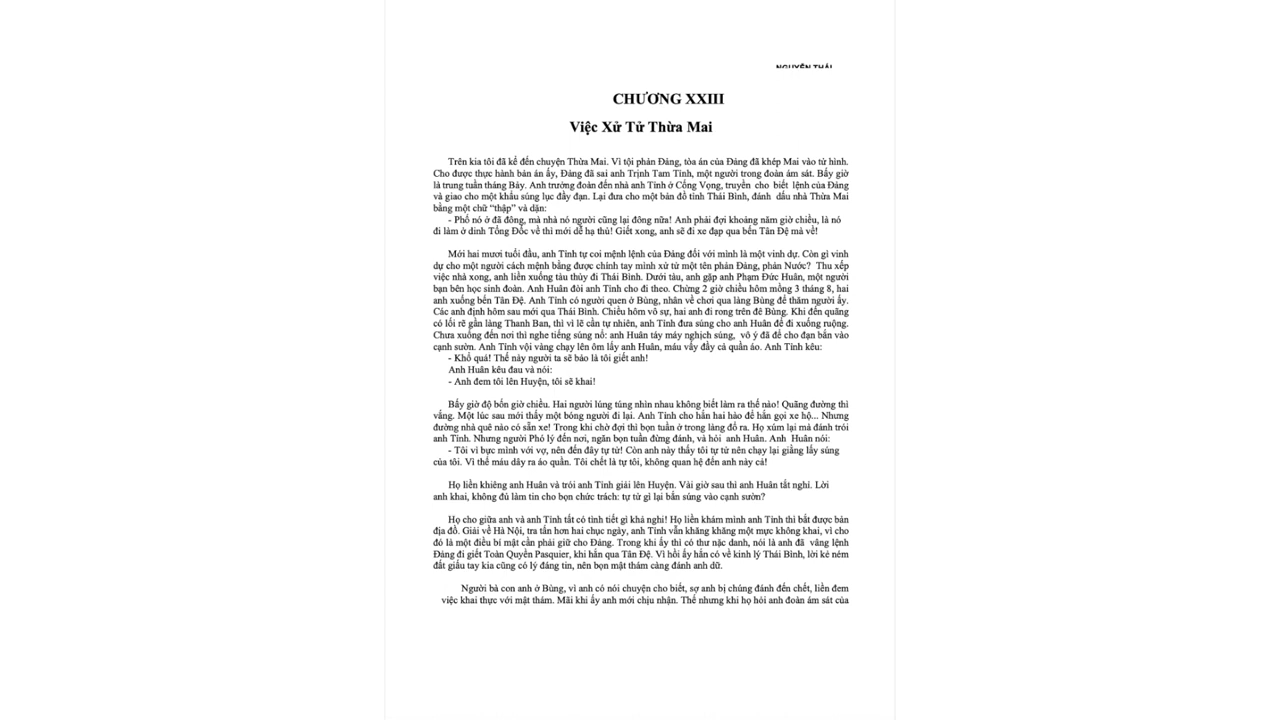 NGUYỄN THÁI
CHƯƠNG XXIII
Việc Xử Tử Thừa Mai
Trên kia tôi đã kể đến chuyện Thừa Mai. Vì tội phản Đảng, tòa án của Đảng đã khép Mai vào tử hình.
Cho được thực hành bản án ấy, Đảng đã sai anh Trịnh Tam Tỉnh, một người trong đoàn ám sát. Bấy giờ
là trung tuần tháng Bảy. Anh trưởng đoàn đến nhà anh Tỉnh ở Cống Vọng, truyền cho biết lệnh của Đảng
và giao cho một khẩu súng lục đầy đạn. Lại đưa cho một bản đồ tỉnh Thái Bình, đánh dấu nhà Thừa Mai
bằng một chữ “thập” và dặn:
- Phố nó ở đã đông, mà nhà nó người cũng lại đông nữa! Anh phải đợi khoảng năm giờ chiều, là nó
đi làm ở dinh Tổng Đốc về thì mới dễ hạ thủ! Giết xong, anh sẽ đi xe đạp qua bến Tân Đệ mà về!
Mới hai mươi tuổi đầu, anh Tỉnh tự coi mệnh lệnh của Đảng đối với mình là một vinh dự. Còn gì vinh
dự cho một người cách mệnh bằng được chính tay mình xử tử một tên phản Đảng, phản Nước? Thu xếp
việc nhà xong, anh liền xuống tàu thủy đi Thái Bình. Dưới tàu, anh gặp anh Phạm Đức Huân, một người
bạn bên học sinh đoàn. Anh Huân đòi anh Tỉnh cho đi theo. Chừng 2 giờ chiều hôm mồng 3 tháng 8, hai
anh xuống bến Tân Đệ. Anh Tỉnh có người quen ở Bùng, nhân về chơi qua làng Bùng để thăm người ấy.
Các anh định hôm sau mới qua Thái Bình. Chiều hôm vô sự, hai anh đi rong trên đê Bùng. Khi đến quãng
có lối rẽ gần làng Thanh Ban, thì vì lẽ cần tự nhiên, anh Tỉnh đưa súng cho anh Huân để đi xuống ruộng.
Chưa xuống đến nơi thì nghe tiếng súng nổ: anh Huân táy máy nghịch súng, vô ý đã để cho đạn bắn vào
cạnh sườn. Anh Tỉnh vội vàng chạy lên ôm lấy anh Huân, máu vấy đầy cả quần áo. Anh Tỉnh kêu:
- Khổ quá! Thế này người ta sẽ bảo là tôi giết anh!
Anh Huân kêu đau và nói:
- Anh đem tôi lên Huyện, tôi sẽ khai!
Bấy giờ độ bốn giờ chiều. Hai người lúng túng nhìn nhau không biết làm ra thế nào! Quãng đường thì
vắng. Một lúc sau mới thấy một bóng người đi lại. Anh Tỉnh cho hắn hai hào để hắn gọi xe hộ... Nhưng
đường nhà quê nào có sẵn xe! Trong khi chờ đợi thì bọn tuần ở trong làng đổ ra. Họ xúm lại mà đánh trói
anh Tỉnh. Nhưng người Phó lý đến nơi, ngăn bọn tuần đừng đánh, và hỏi anh Huân. Anh Huân nói:
- Tôi vì bực mình với vợ, nên đến đây tự tử! Còn anh này thấy tôi tự tử nên chạy lại giằng lấy súng
của tôi. Vì thế máu dây ra áo quần. Tôi chết là tự tôi, không quan hệ đến anh này cả!
Họ liền khiêng anh Huân và trói anh Tỉnh giải lên Huyện. Vài giờ sau thì anh Huân tắt nghỉ. Lời
anh khai, không đủ làm tin cho bọn chức trách: tự tử gì lại bắn súng vào cạnh sườn?
Họ cho giữa anh và anh Tỉnh tất có tình tiết gì khả nghi! Họ liền khám mình anh Tỉnh thì bắt được bản
địa đồ. Giải về Hà Nội, tra tấn hơn hai chục ngày, anh Tỉnh vẫn khăng khăng một mực không khai, vì cho
đó là một điều bí mật cần phải giữ cho Đảng. Trong khi ấy thì có thư nặc danh, nói là anh đã vâng lệnh
Đảng đi giết Toàn Quyền Pasquier, khi hắn qua Tân Đệ. Vì hồi ấy hắn có về kinh lý Thái Bình, lời kẻ ném
đất giấu tay kia cũng có lý đáng tin, nên bọn mật thám càng đánh anh dữ.
Người bà con anh ở Bùng, vì anh có nói chuyện cho biết, sợ anh bị chúng đánh đến chết, liền đem
việc khai thực với mật thám. Mãi khi ấy anh mới chịu nhận. Thế nhưng khi họ hỏi anh đoàn ám sát của